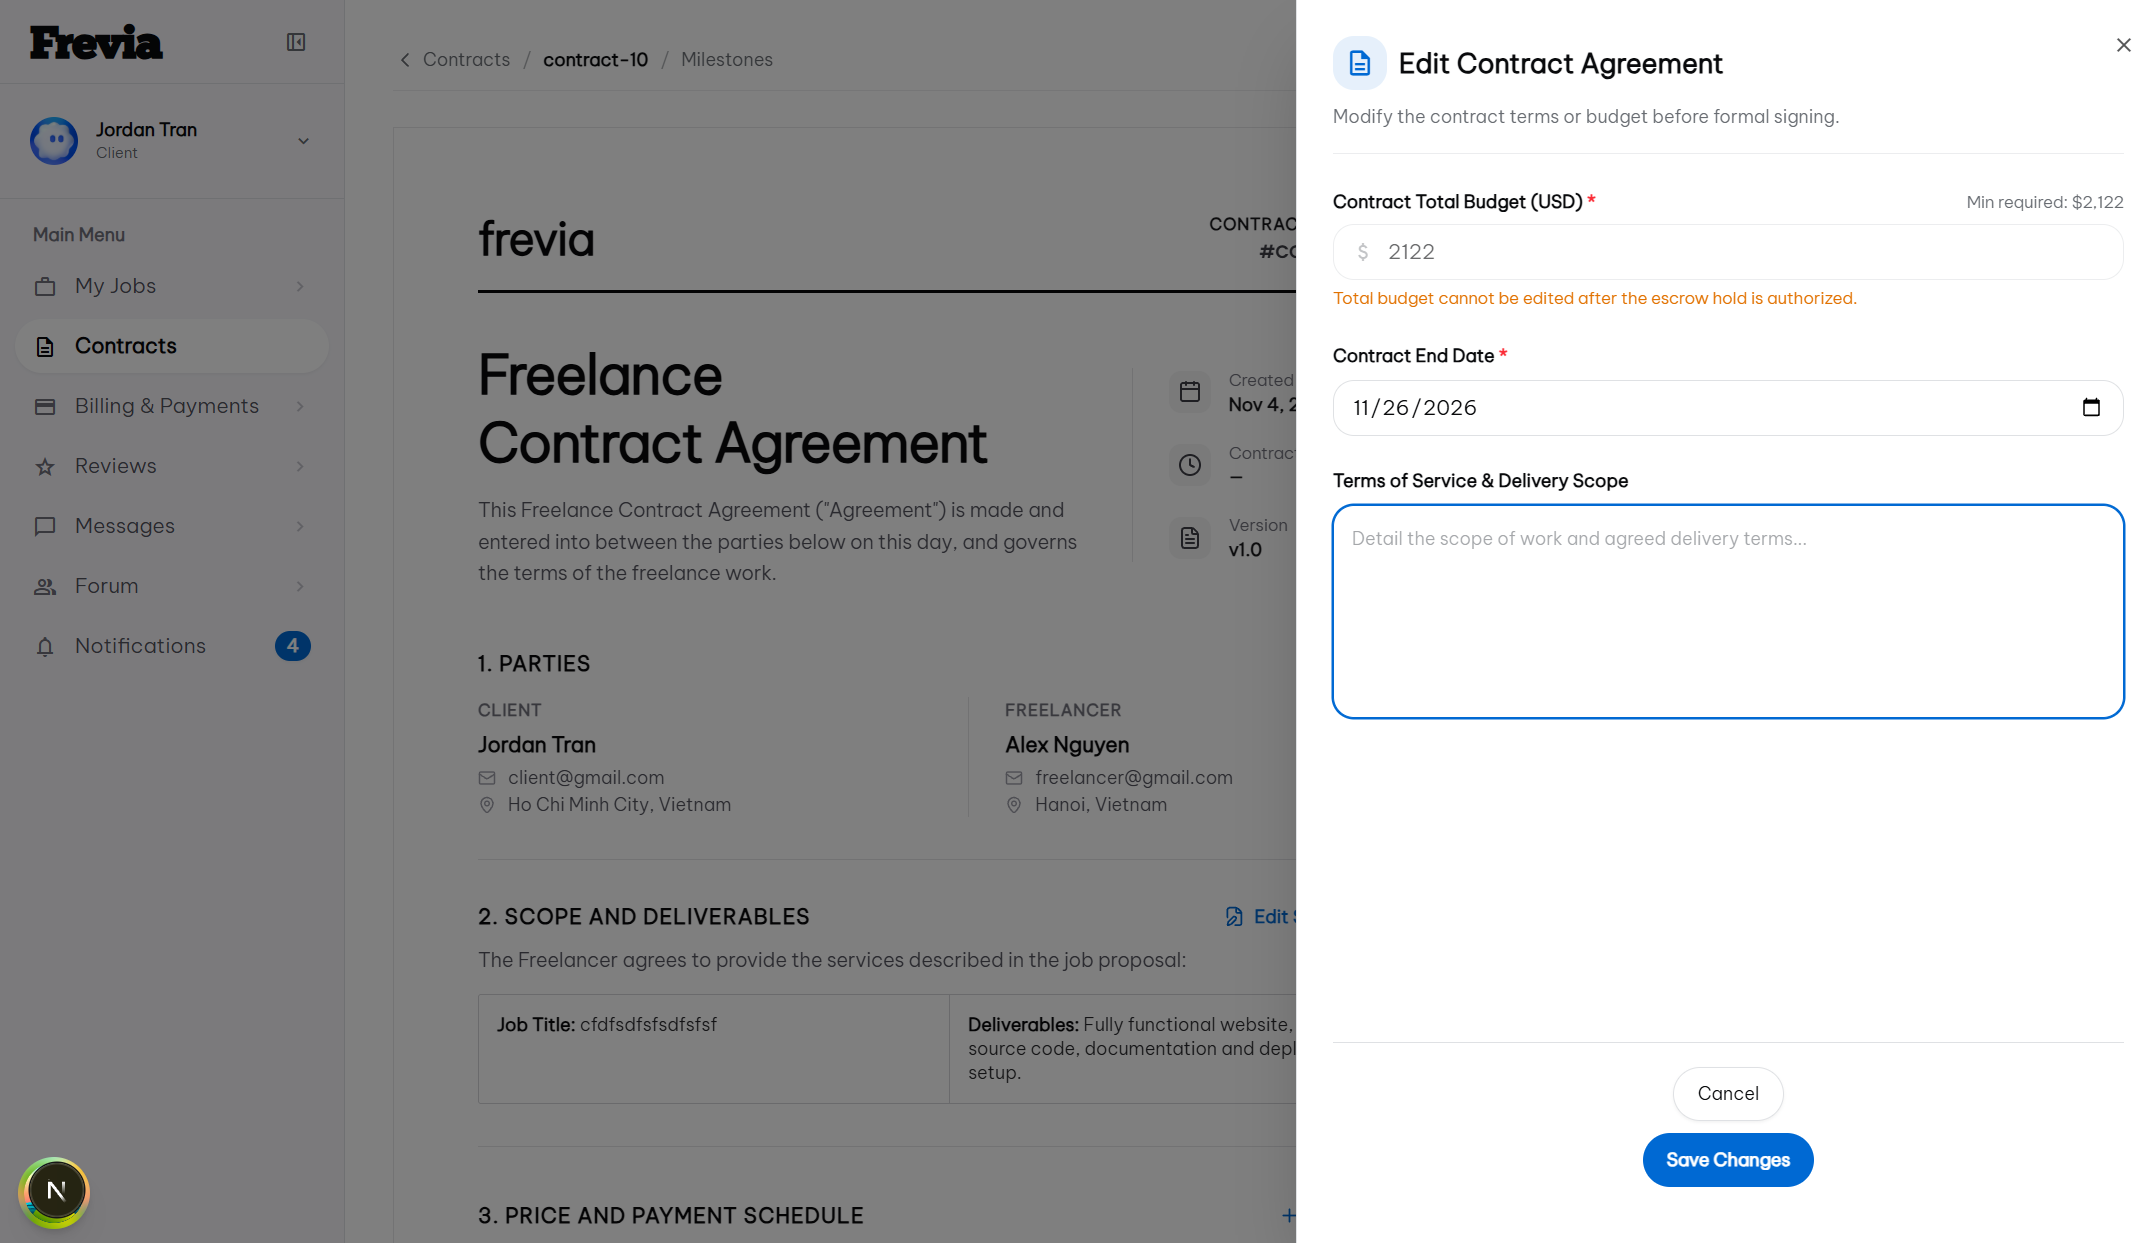 Frevia
Jordan Tran
Client
Main Menu
My Jobs
Contracts
Billing & Payments
Reviews
Messages
Forum
Notifications
4
N
Contracts / contract-10 / Milestones
frevia
CONTRAC
#CO
Freelance
Contract Agreement
This Freelance Contract Agreement ("Agreement") is made and
entered into between the parties below on this day, and governs
the terms of the freelance work.
Created
Nov 4, 2
Contrac
—
Version
v1.0
1. PARTIES
CLIENT
Jordan Tran
client@gmail.com
Ho Chi Minh City, Vietnam
FREELANCER
Alex Nguyen
freelancer@gmail.com
Hanoi, Vietnam
2. SCOPE AND DELIVERABLES
Edit
The Freelancer agrees to provide the services described in the job proposal:
Job Title: cfdfsdfsfsdfsfsf
Deliverables: Fully functional website,
source code, documentation and depl
setup.
3. PRICE AND PAYMENT SCHEDULE
+
Edit Contract Agreement
Modify the contract terms or budget before formal signing.
Contract Total Budget (USD) *
Min required: $2,122
$ 2122
Total budget cannot be edited after the escrow hold is authorized.
Contract End Date *
11/26/2026
Terms of Service & Delivery Scope
Detail the scope of work and agreed delivery terms...
Cancel
Save Changes